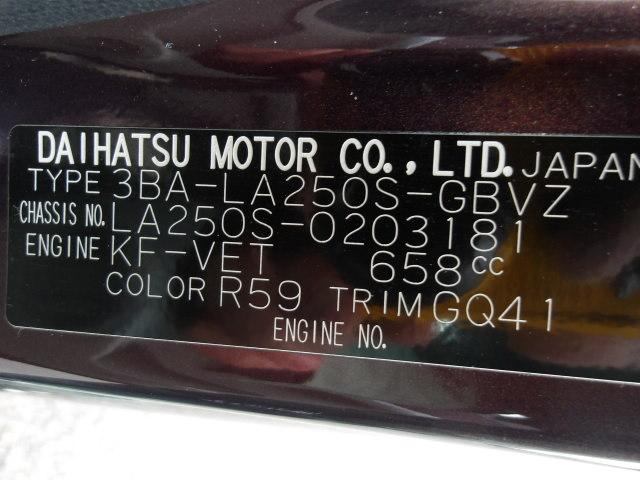 DAIHATSU MOTOR CO., LTD. JAPAN
TYPE 3BA-LA250S-GBVZ
CHASSIS NO. LA250S-0203181
ENGINE KF-VET 658cc
COLOR R59 TRIM GQ41
ENGINE NO.